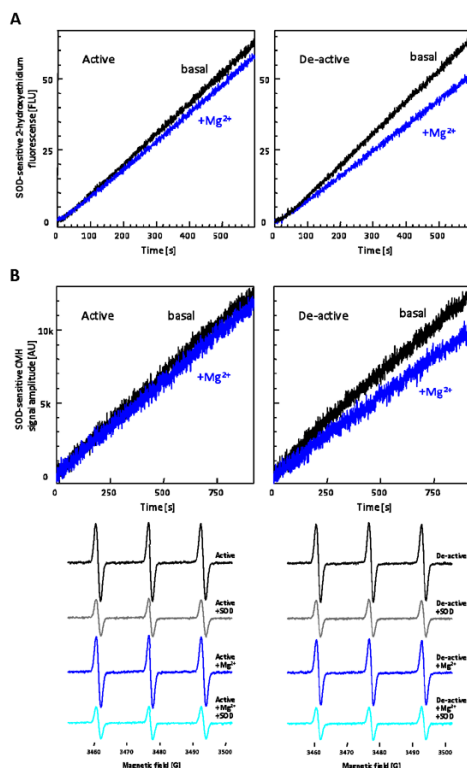 A
Active
basal
+Mg²⁺
De-active
basal
+Mg²⁺
SOD-sensitive 2-hydroxyethidium
fluorescense [FLU]
50
25
0
100 200 300 400 500
Time [s]
0 100 200 300 400 500
Time [s]
B
Active
basal
+Mg²⁺
De-active
basal
+Mg²⁺
SOD-sensitive CMH
signal amplitude [AU]
10k
5k
0
0 250 500 750
Time [s]
0 250 500 750
Time [s]
Active
Active
+SOD
Active
+Mg²⁺
Active
+Mg²⁺
+SOD
3460 3470 3480 3490 3500
Magnetic field [G]
De-active
De-active
+SOD
De-active
+Mg²⁺
De-active
+Mg²⁺
+SOD
3460 3470 3480 3490 3500
Magnetic field [G]